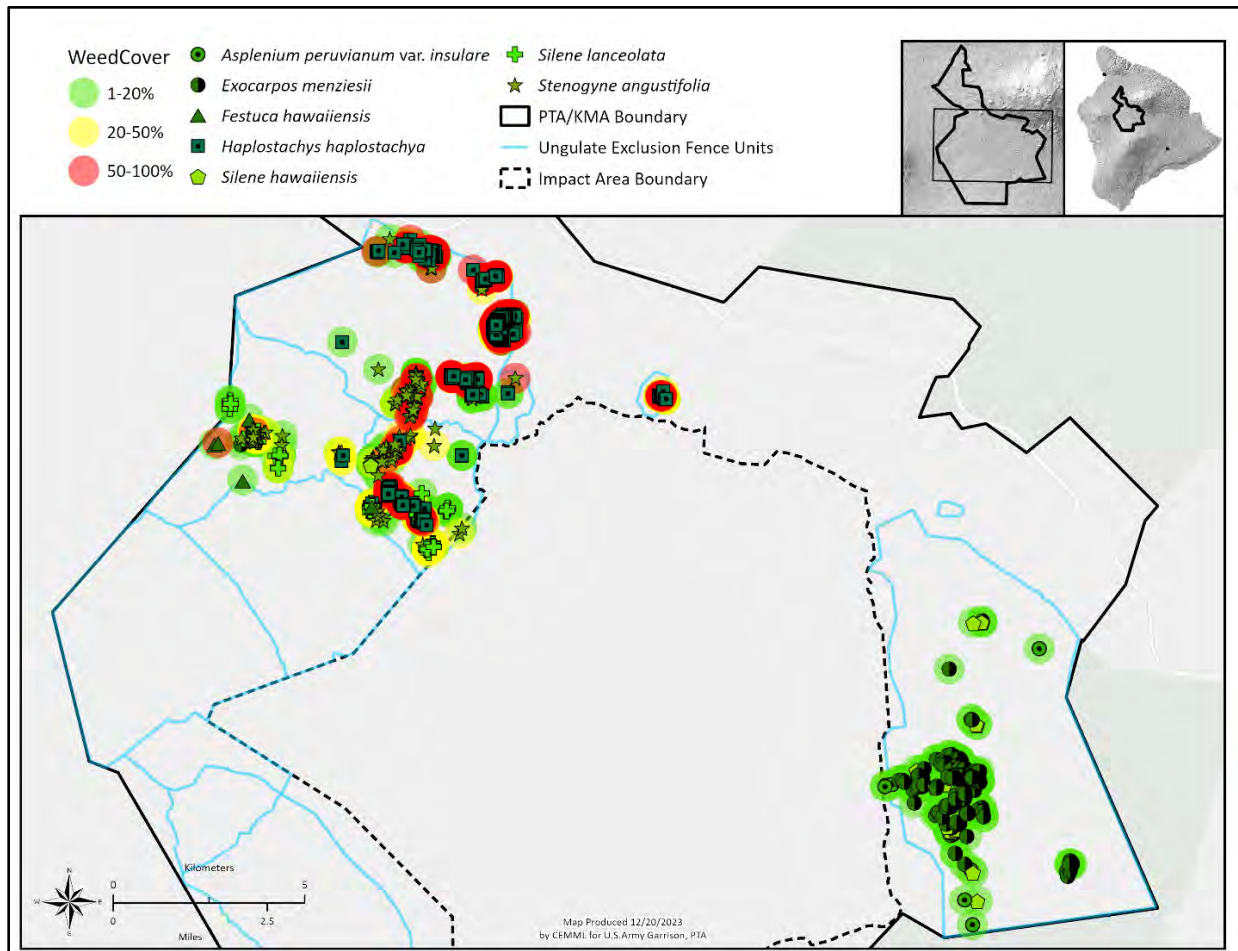 WeedCover
1-20%
20-50%
50-100%
Asplenium peruvianum var. insulare
Exocarpos menziesii
Festuca hawaiiensis
Haplostachys haplostachya
Silene hawaiiensis
Silene lanceolata
Stenogyne angustifolia
PTA/KMA Boundary
Ungulate Exclusion Fence Units
Impact Area Boundary
N
W
E
S
Kilometers
0
5
0
2.5
Miles
Map Produced 12/20/2023
by CEMML for U.S.Army Garrison, PTA